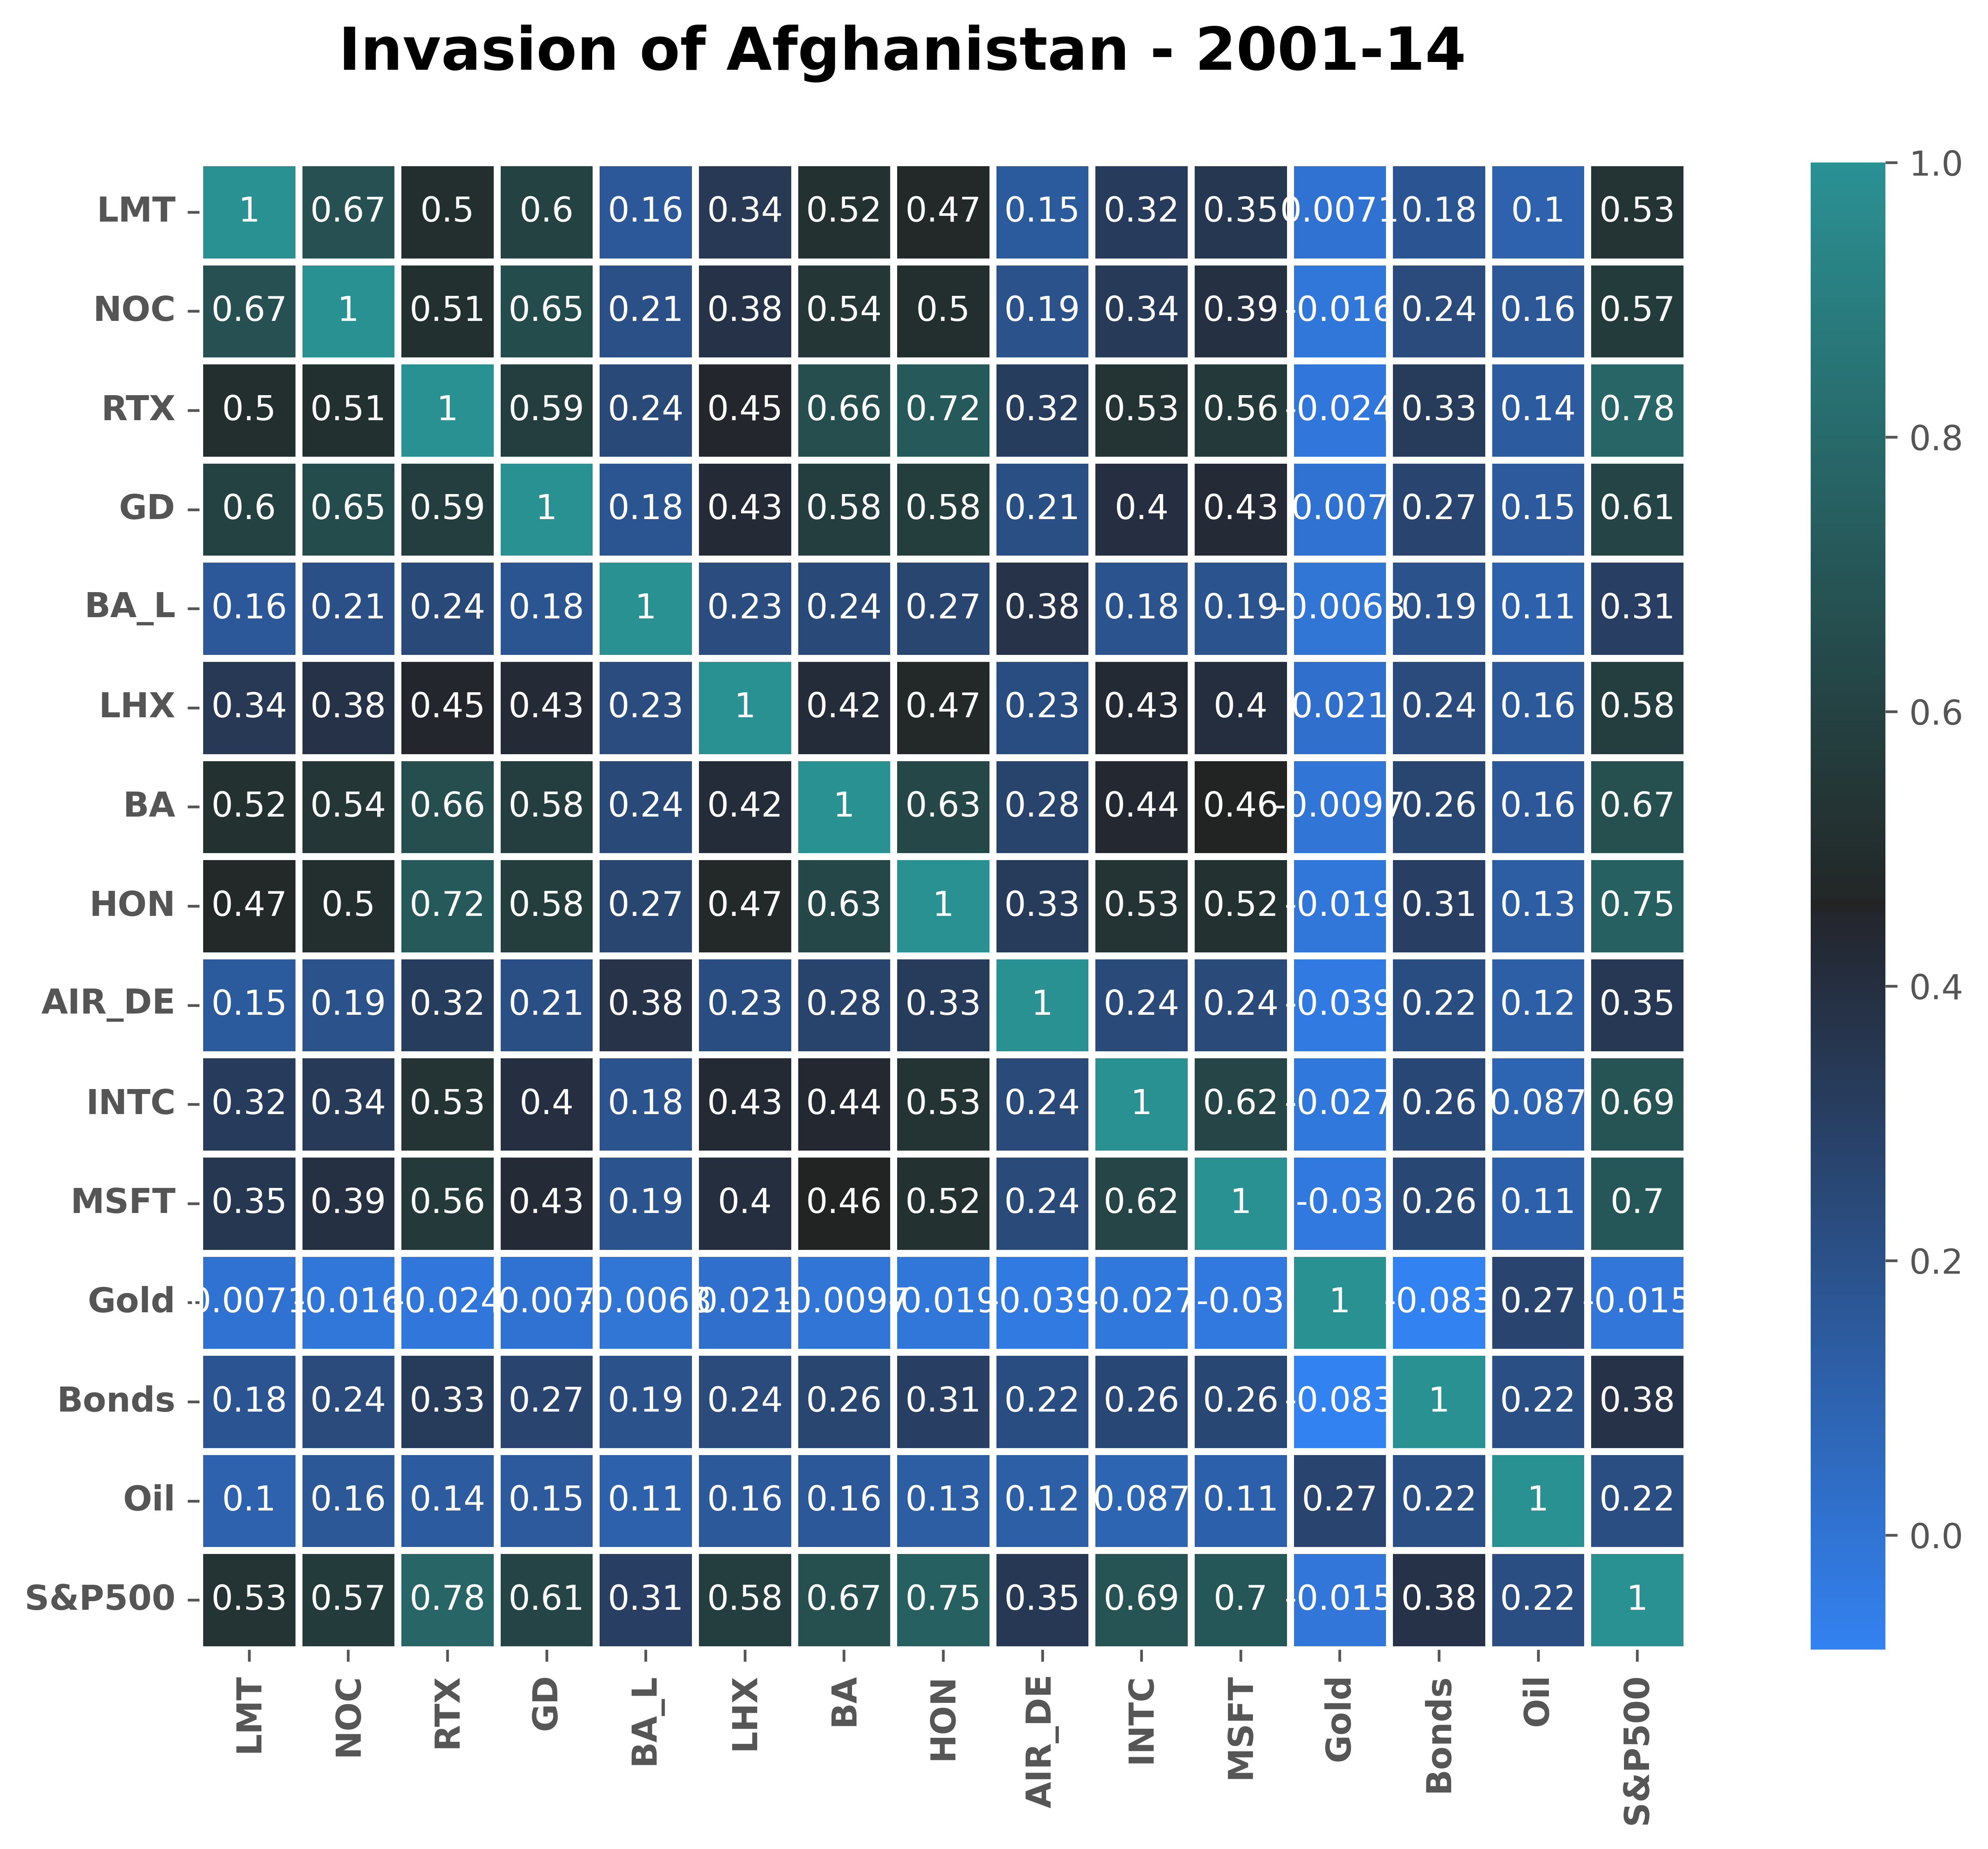 Invasion of Afghanistan - 2001-14
LMT 1 0.67 0.5 0.6 0.16 0.34 0.52 0.47 0.15 0.32 0.35 0.0071 0.18 0.1 0.53
NOC 0.67 1 0.51 0.65 0.21 0.38 0.54 0.5 0.19 0.34 0.39 -0.016 0.24 0.16 0.57
RTX 0.5 0.51 1 0.59 0.24 0.45 0.66 0.72 0.32 0.53 0.56 -0.024 0.33 0.14 0.78
GD 0.6 0.65 0.59 1 0.18 0.43 0.58 0.58 0.21 0.4 0.43 0.007 0.27 0.15 0.61
BA_L 0.16 0.21 0.24 0.18 1 0.23 0.24 0.27 0.38 0.18 0.19 0.19 0.11 0.31
LHX 0.34 0.38 0.45 0.43 0.23 1 0.42 0.47 0.23 0.43 0.4 0.021 0.24 0.16 0.58
BA 0.52 0.54 0.66 0.58 0.24 0.42 1 0.63 0.28 0.44 0.46 -0.0097 0.26 0.16 0.67
HON 0.47 0.5 0.72 0.58 0.27 0.47 0.63 1 0.33 0.53 0.52 -0.019 0.31 0.13 0.75
AIR_DE 0.15 0.19 0.32 0.21 0.38 0.23 0.28 0.33 1 0.24 0.24 -0.039 0.22 0.12 0.35
INTC 0.32 0.34 0.53 0.4 0.18 0.43 0.44 0.53 0.24 1 0.62 -0.027 0.26 0.087 0.69
MSFT 0.35 0.39 0.56 0.43 0.19 0.4 0.46 0.52 0.24 0.62 1 -0.03 0.26 0.11 0.7
Gold 0.0071 -0.016 -0.024 0.007 0.021 -0.0097 -0.019 -0.039 -0.027 -0.03 1 -0.083 0.27 -0.015
Bonds 0.18 0.24 0.33 0.27 0.19 0.24 0.26 0.31 0.22 0.26 0.26 -0.083 1 0.22 0.38
Oil 0.1 0.16 0.14 0.15 0.11 0.16 0.16 0.13 0.12 0.087 0.11 0.27 0.22 1 0.22
S&P500 0.53 0.57 0.78 0.61 0.31 0.58 0.67 0.75 0.35 0.69 0.7 -0.015 0.38 0.22 1
LMT NOC RTX GD BA_L LHX BA HON AIR_DE INTC MSFT Gold Bonds Oil S&P500
1.0
0.8
0.6
0.4
0.2
0.0